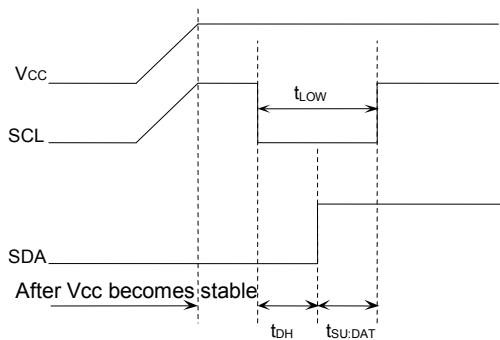 VCC
tLOW
SCL
SDA
After Vcc becomes stable
tDH
tSU;DAT